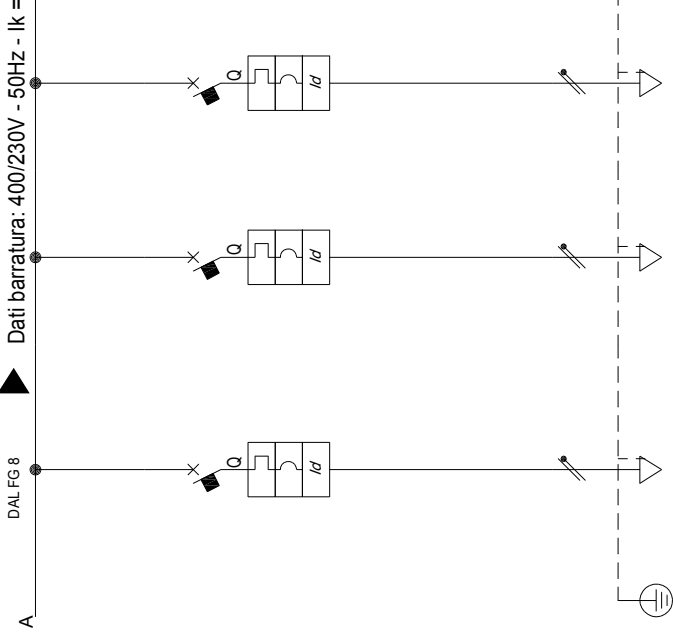 Dati barratura: 400/230V - 50Hz - Ik =
DAL FG 8
A
Q
Id
Q
Id
Q
Id